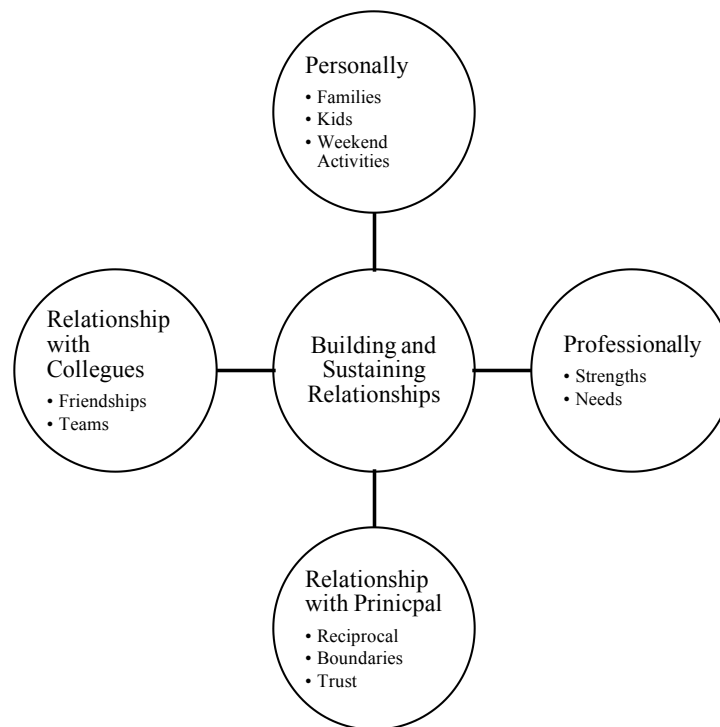 Personally
• Families
• Kids
• Weekend
Activities
Relationship
with
Collegues
• Friendships
• Teams
Building and
Sustaining
Relationships
Professionally
• Strengths
• Needs
Relationship
with Prinicpal
• Reciprocal
• Boundaries
• Trust